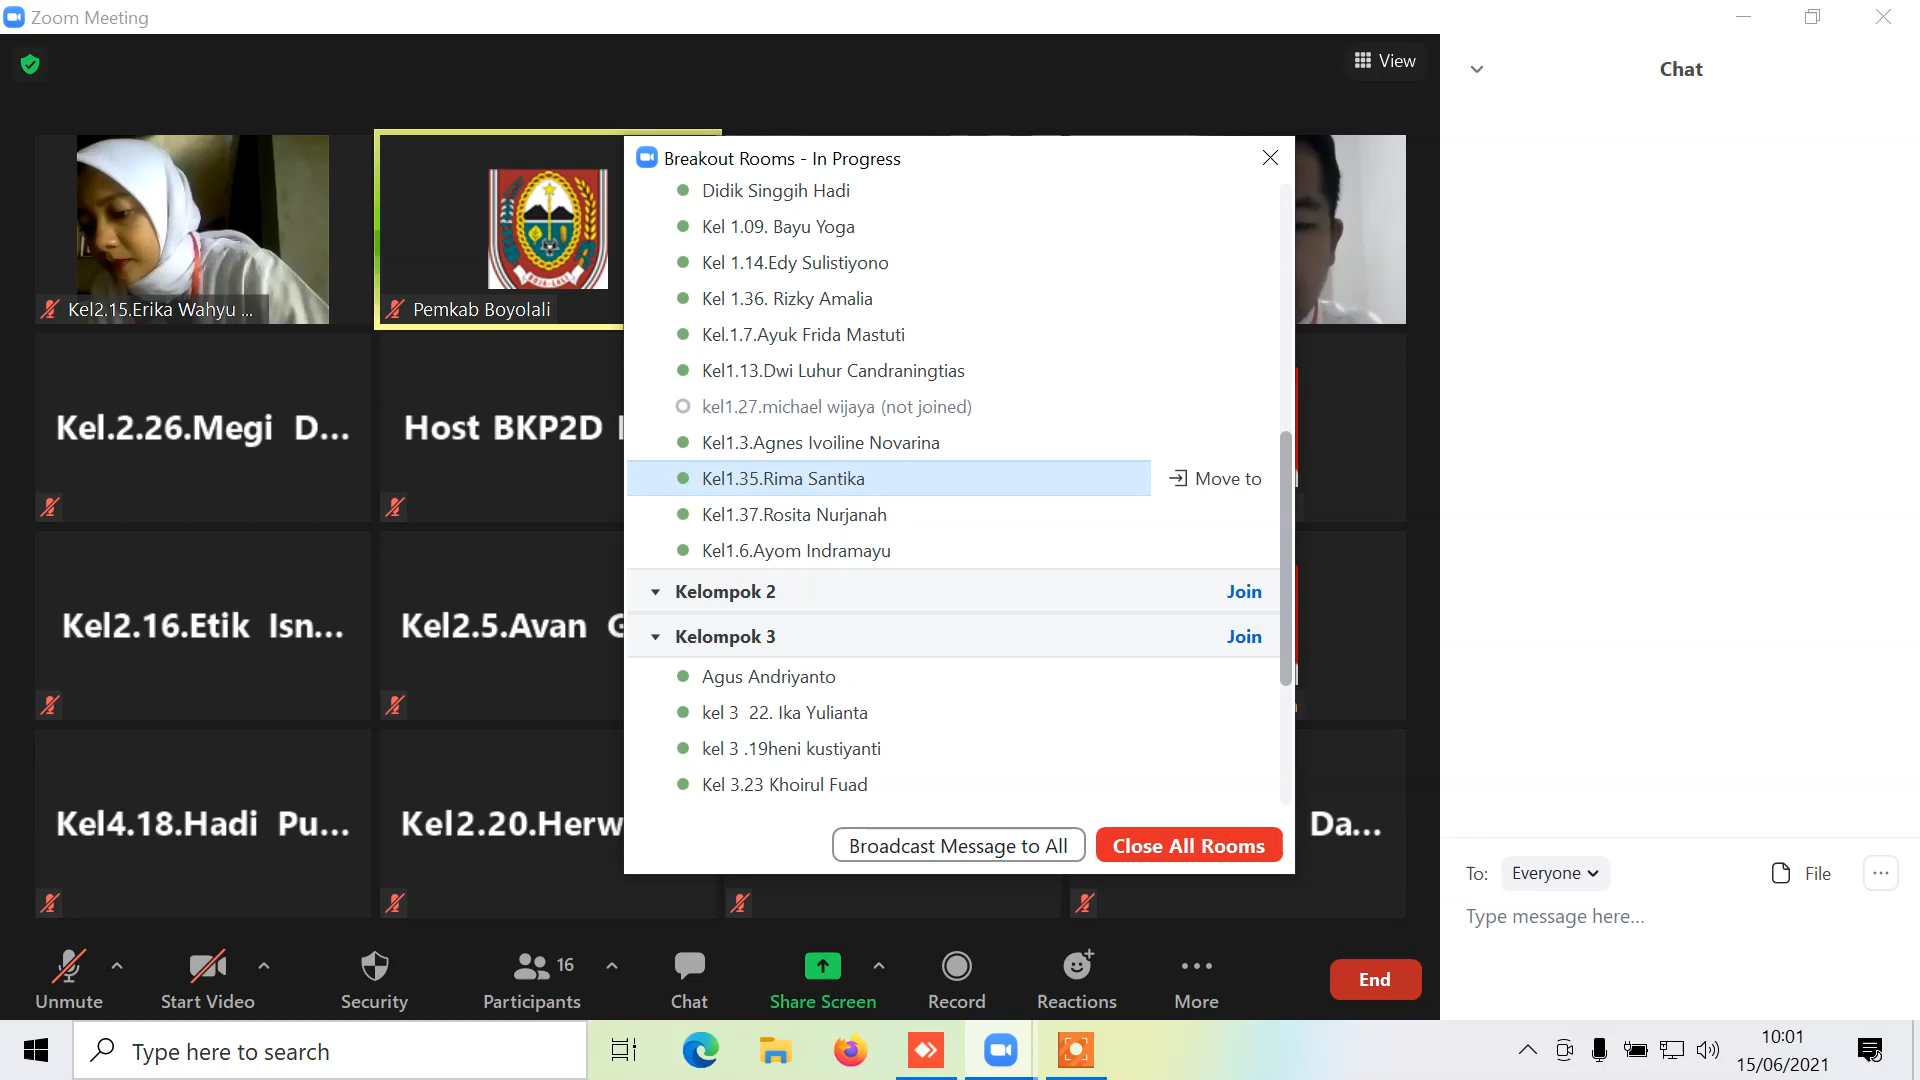 Zoom Meeting
View
Chat
Breakout Rooms - In Progress
Didik Singgih Hadi
Kel 1.09. Bayu Yoga
Kel 1.14.Edy Sulistiyono
Kel 1.36. Rizky Amalia
Kel.1.7.Ayuk Frida Mastuti
Kel1.13.Dwi Luhur Candraningtias
kel1.27.michael wijaya (not joined)
Kel1.3.Agnes Ivoiline Novarina
Kel1.35.Rima Santika
Move to
Kel1.37.Rosita Nurjanah
Kel1.6.Ayom Indramayu
Kelompok 2
Join
Kelompok 3
Join
Agus Andriyanto
kel 3 22. Ika Yulianta
kel 3 .19heni kustiyanti
Kel 3.23 Khoirul Fuad
Broadcast Message to All
Close All Rooms
Kel2.15.Erika Wahyu ...
Pemkab Boyolali
Kel.2.26.Megi D...
Host BKP2D
Kel2.16.Etik Isn...
Kel2.5.Avan
Kel4.18.Hadi Pu...
Kel2.20.Herw
Da...
To: Everyone
File
Type message here...
Unmute
Start Video
Security
16
Participants
Chat
Share Screen
Record
Reactions
More
End
Type here to search
10:01
15/06/2021